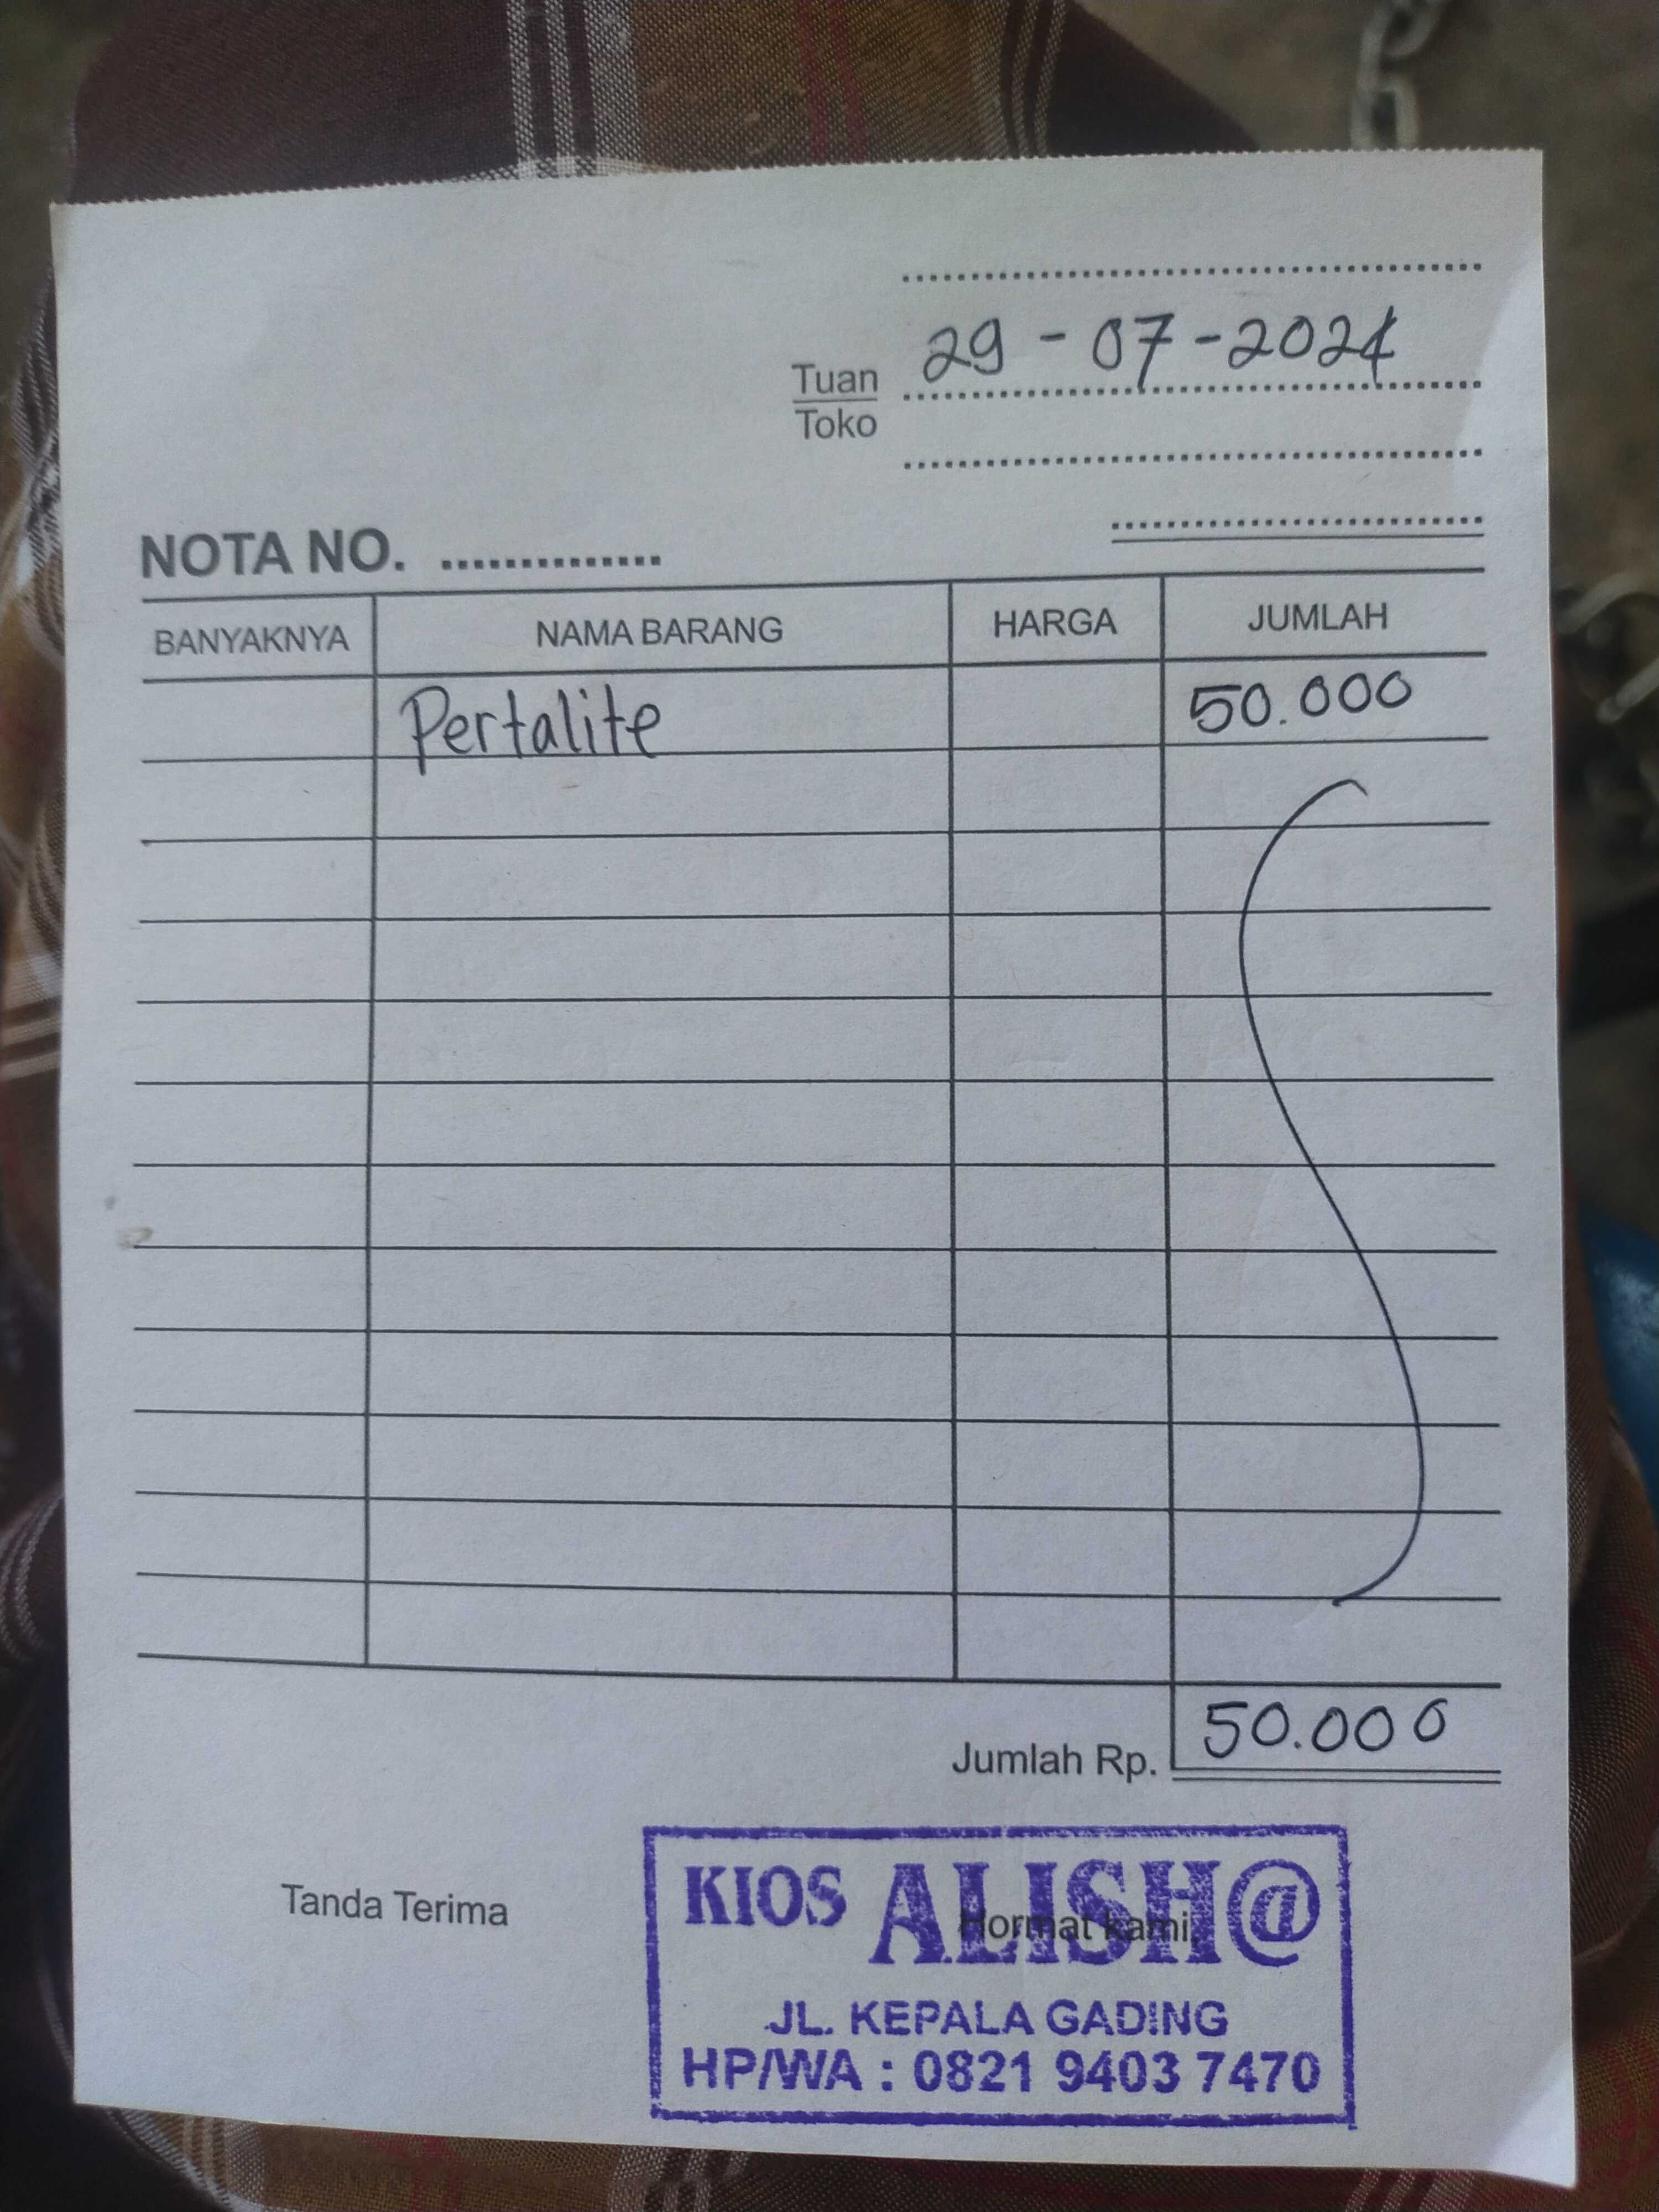 29 - 07 - 2024
Tuan
Toko
NOTA NO. ..............
BANYAKNYA NAMA BARANG HARGA JUMLAH
Pertalite 50.000
Jumlah Rp. 50.000
Tanda Terima
Hormat kami,
KIOS ALISH@
JL. KEPALA GADING
HP/WA : 0821 9403 7470